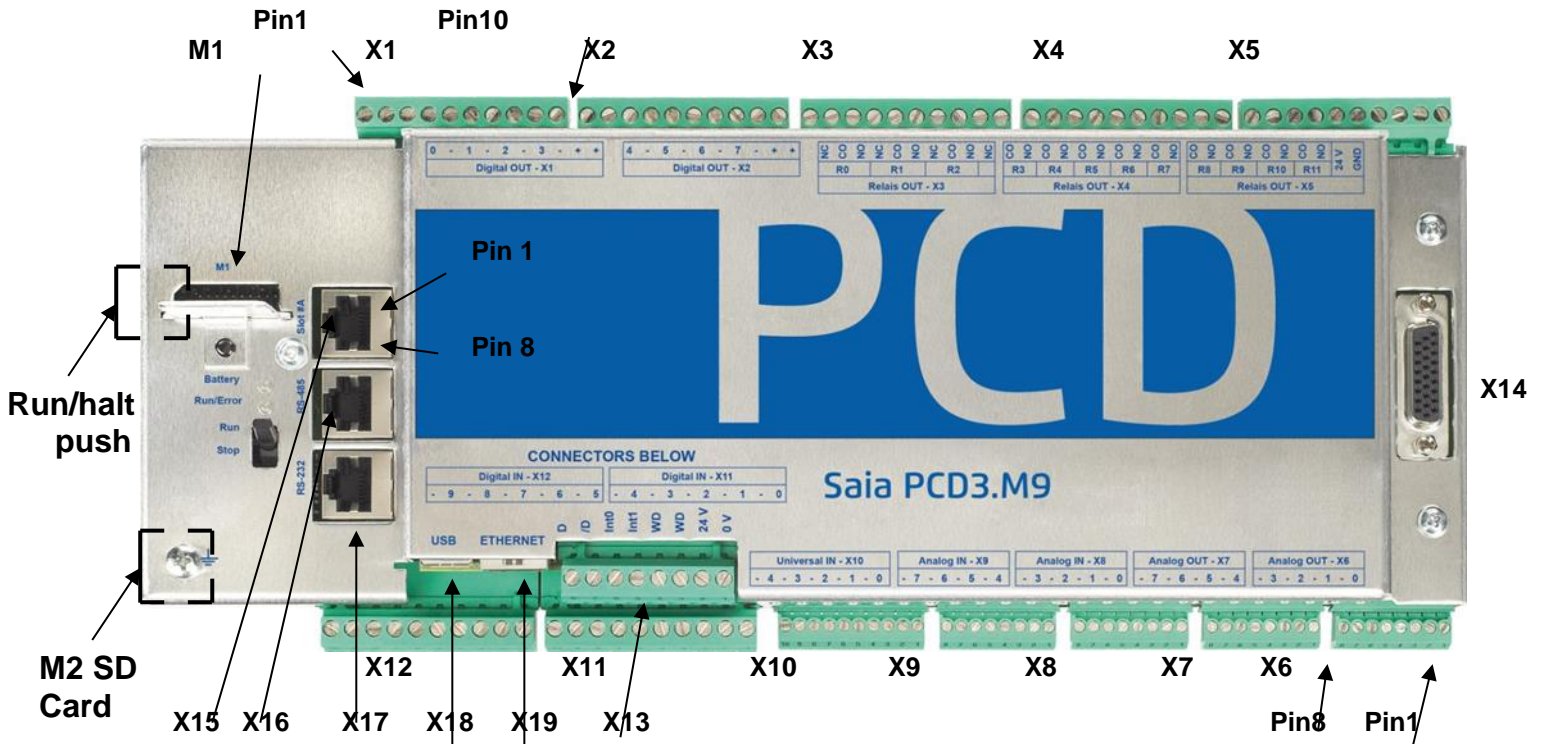 Pin1
Pin10
M1
X1
X2
X3
X4
X5
0 - 1 - 2 - 3 - + +
Digital OUT - X1
4 - 5 - 6 - 7 - + +
Digital OUT - X2
NC CO NO NC CO NO NC CO NO NC
R0 R1 R2
Relais OUT - X3
CO NO CO NO CO NO CO NO CO NO
R3 R4 R5 R6 R7
Relais OUT - X4
CO NO CO NO CO NO CO NO 24 V GND
R8 R9 R10 R11
Relais OUT - X5
PCD
M1
Slot #A
Pin 1
Pin 8
Battery
Run/Error
Run
Stop
RS-485
RS-232
Run/halt
push
X14
CONNECTORS BELOW
Digital IN - X12
- 9 - 8 - 7 - 6 - 5
Digital IN - X11
- 4 - 3 - 2 - 1 - 0
Saia PCD3.M9
USB
ETHERNET
D /D Int0 Int1 WD WD 24 V 0 V
Universal IN - X10
- 4 - 3 - 2 - 1 - 0
Analog IN - X9
- 7 - 6 - 5 - 4
Analog IN - X8
- 3 - 2 - 1 - 0
Analog OUT - X7
- 7 - 6 - 5 - 4
Analog OUT - X6
- 3 - 2 - 1 - 0
M2 SD
Card
X12
X11
X10
X9
X8
X7
X6
X15
X16
X17
X18
X19
X13
Pin8
Pin1